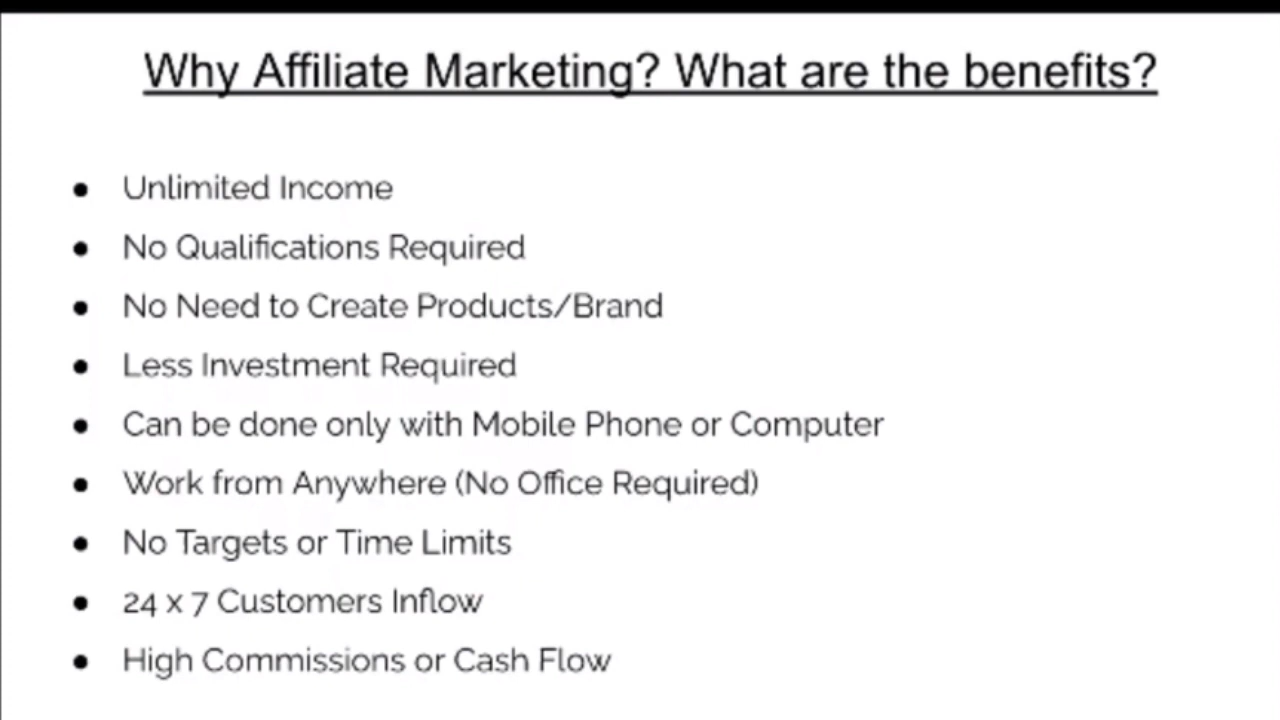 Why Affiliate Marketing? What are the benefits?
● Unlimited Income
● No Qualifications Required
● No Need to Create Products/Brand
● Less Investment Required
● Can be done only with Mobile Phone or Computer
● Work from Anywhere (No Office Required)
● No Targets or Time Limits
● 24 x 7 Customers Inflow
● High Commissions or Cash Flow